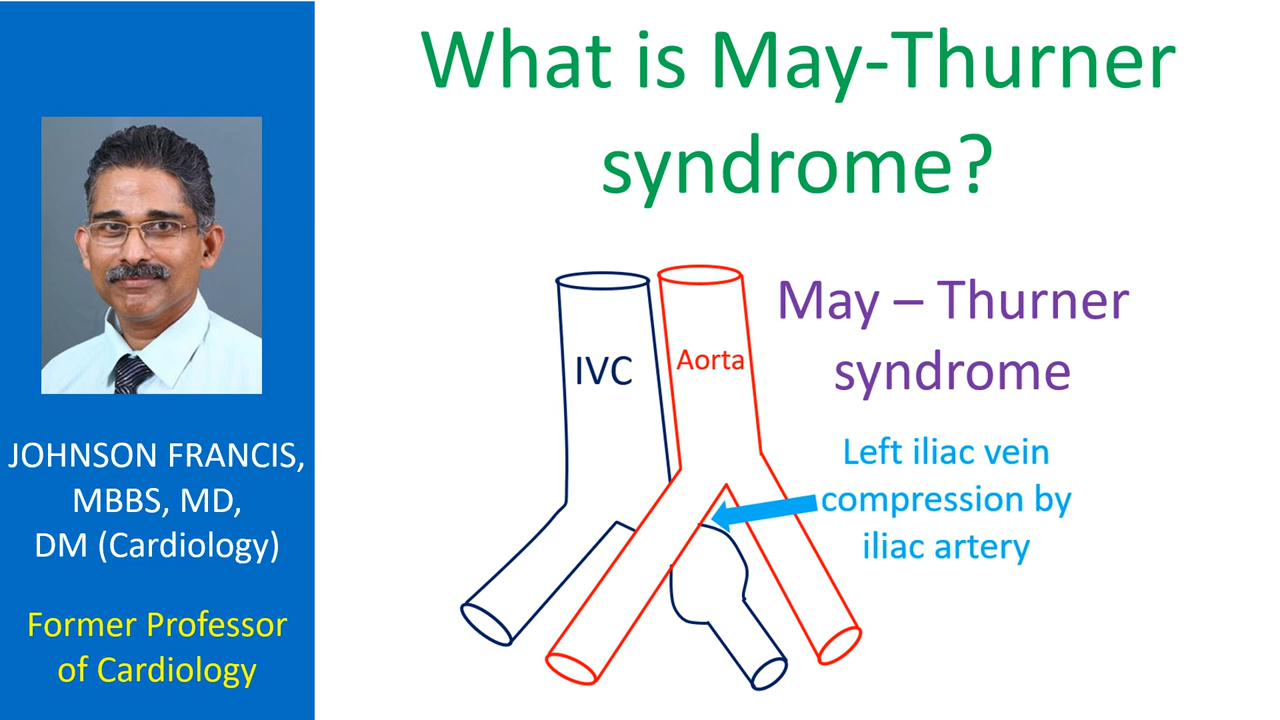 What is May-Thurner
syndrome?
JOHNSON FRANCIS,
MBBS, MD,
DM (Cardiology)
Former Professor
of Cardiology
IVC
Aorta
May – Thurner
syndrome
Left iliac vein
compression by
iliac artery